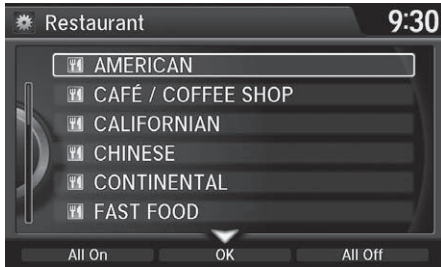 Restaurant 9:30
AMERICAN
CAFÉ / COFFEE SHOP
CALIFORNIAN
CHINESE
CONTINENTAL
FAST FOOD
All On OK All Off